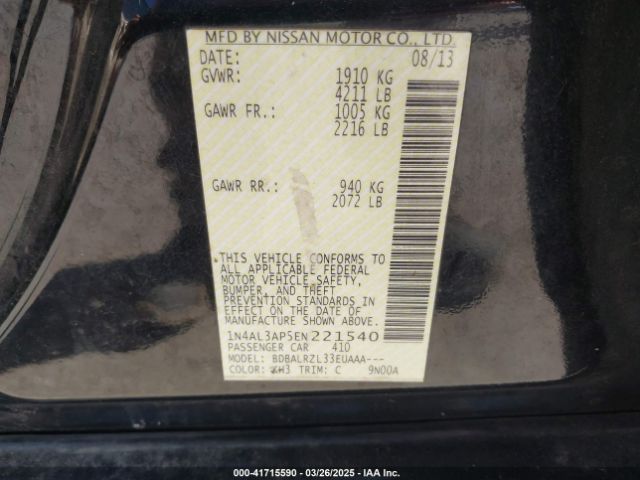 MFD BY NISSAN MOTOR CO., LTD.
DATE: 08/13
GVWR: 1910 KG
4211 LB
GAWR FR.: 1005 KG
2216 LB
GAWR RR.: 940 KG
2072 LB
THIS VEHICLE CONFORMS TO
ALL APPLICABLE FEDERAL
MOTOR VEHICLE SAFETY,
BUMPER, AND THEFT
PREVENTION STANDARDS IN
EFFECT ON THE DATE OF
MANUFACTURE SHOWN ABOVE.
1N4AL3AP5EN221540
PASSENGER CAR 410
MODEL: BDBALRZL33EUAAA---
COLOR: KH3 TRIM: C 9N00A
000-41715590 - 03/26/2025 - IAA Inc.